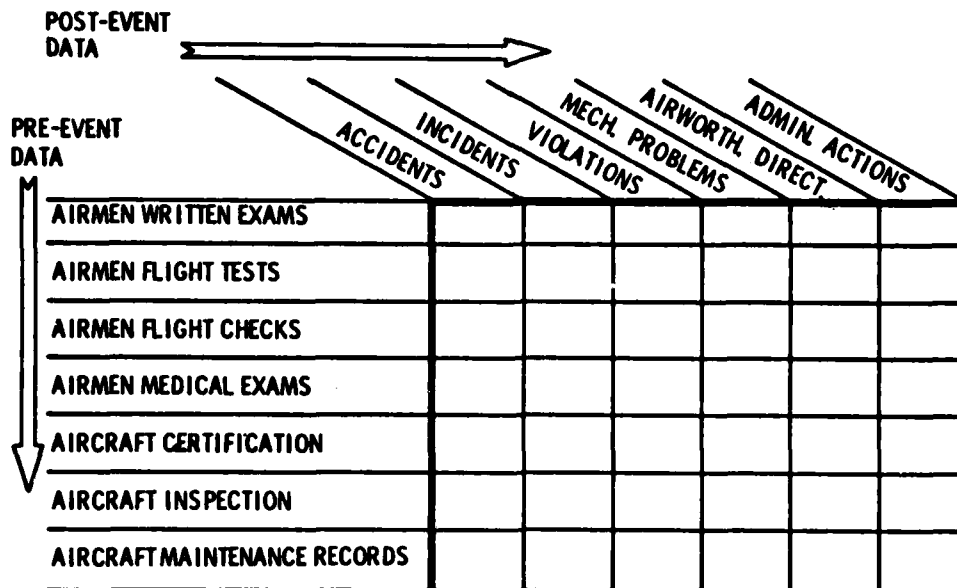 POST-EVENT
DATA
PRE-EVENT
DATA
ACCIDENTS
INCIDENTS
VIOLATIONS
MECH. PROBLEMS
AIRWORTH. DIRECT.
ADMIN. ACTIONS
AIRMEN WRITTEN EXAMS
AIRMEN FLIGHT TESTS
AIRMEN FLIGHT CHECKS
AIRMEN MEDICAL EXAMS
AIRCRAFT CERTIFICATION
AIRCRAFT INSPECTION
AIRCRAFT MAINTENANCE RECORDS